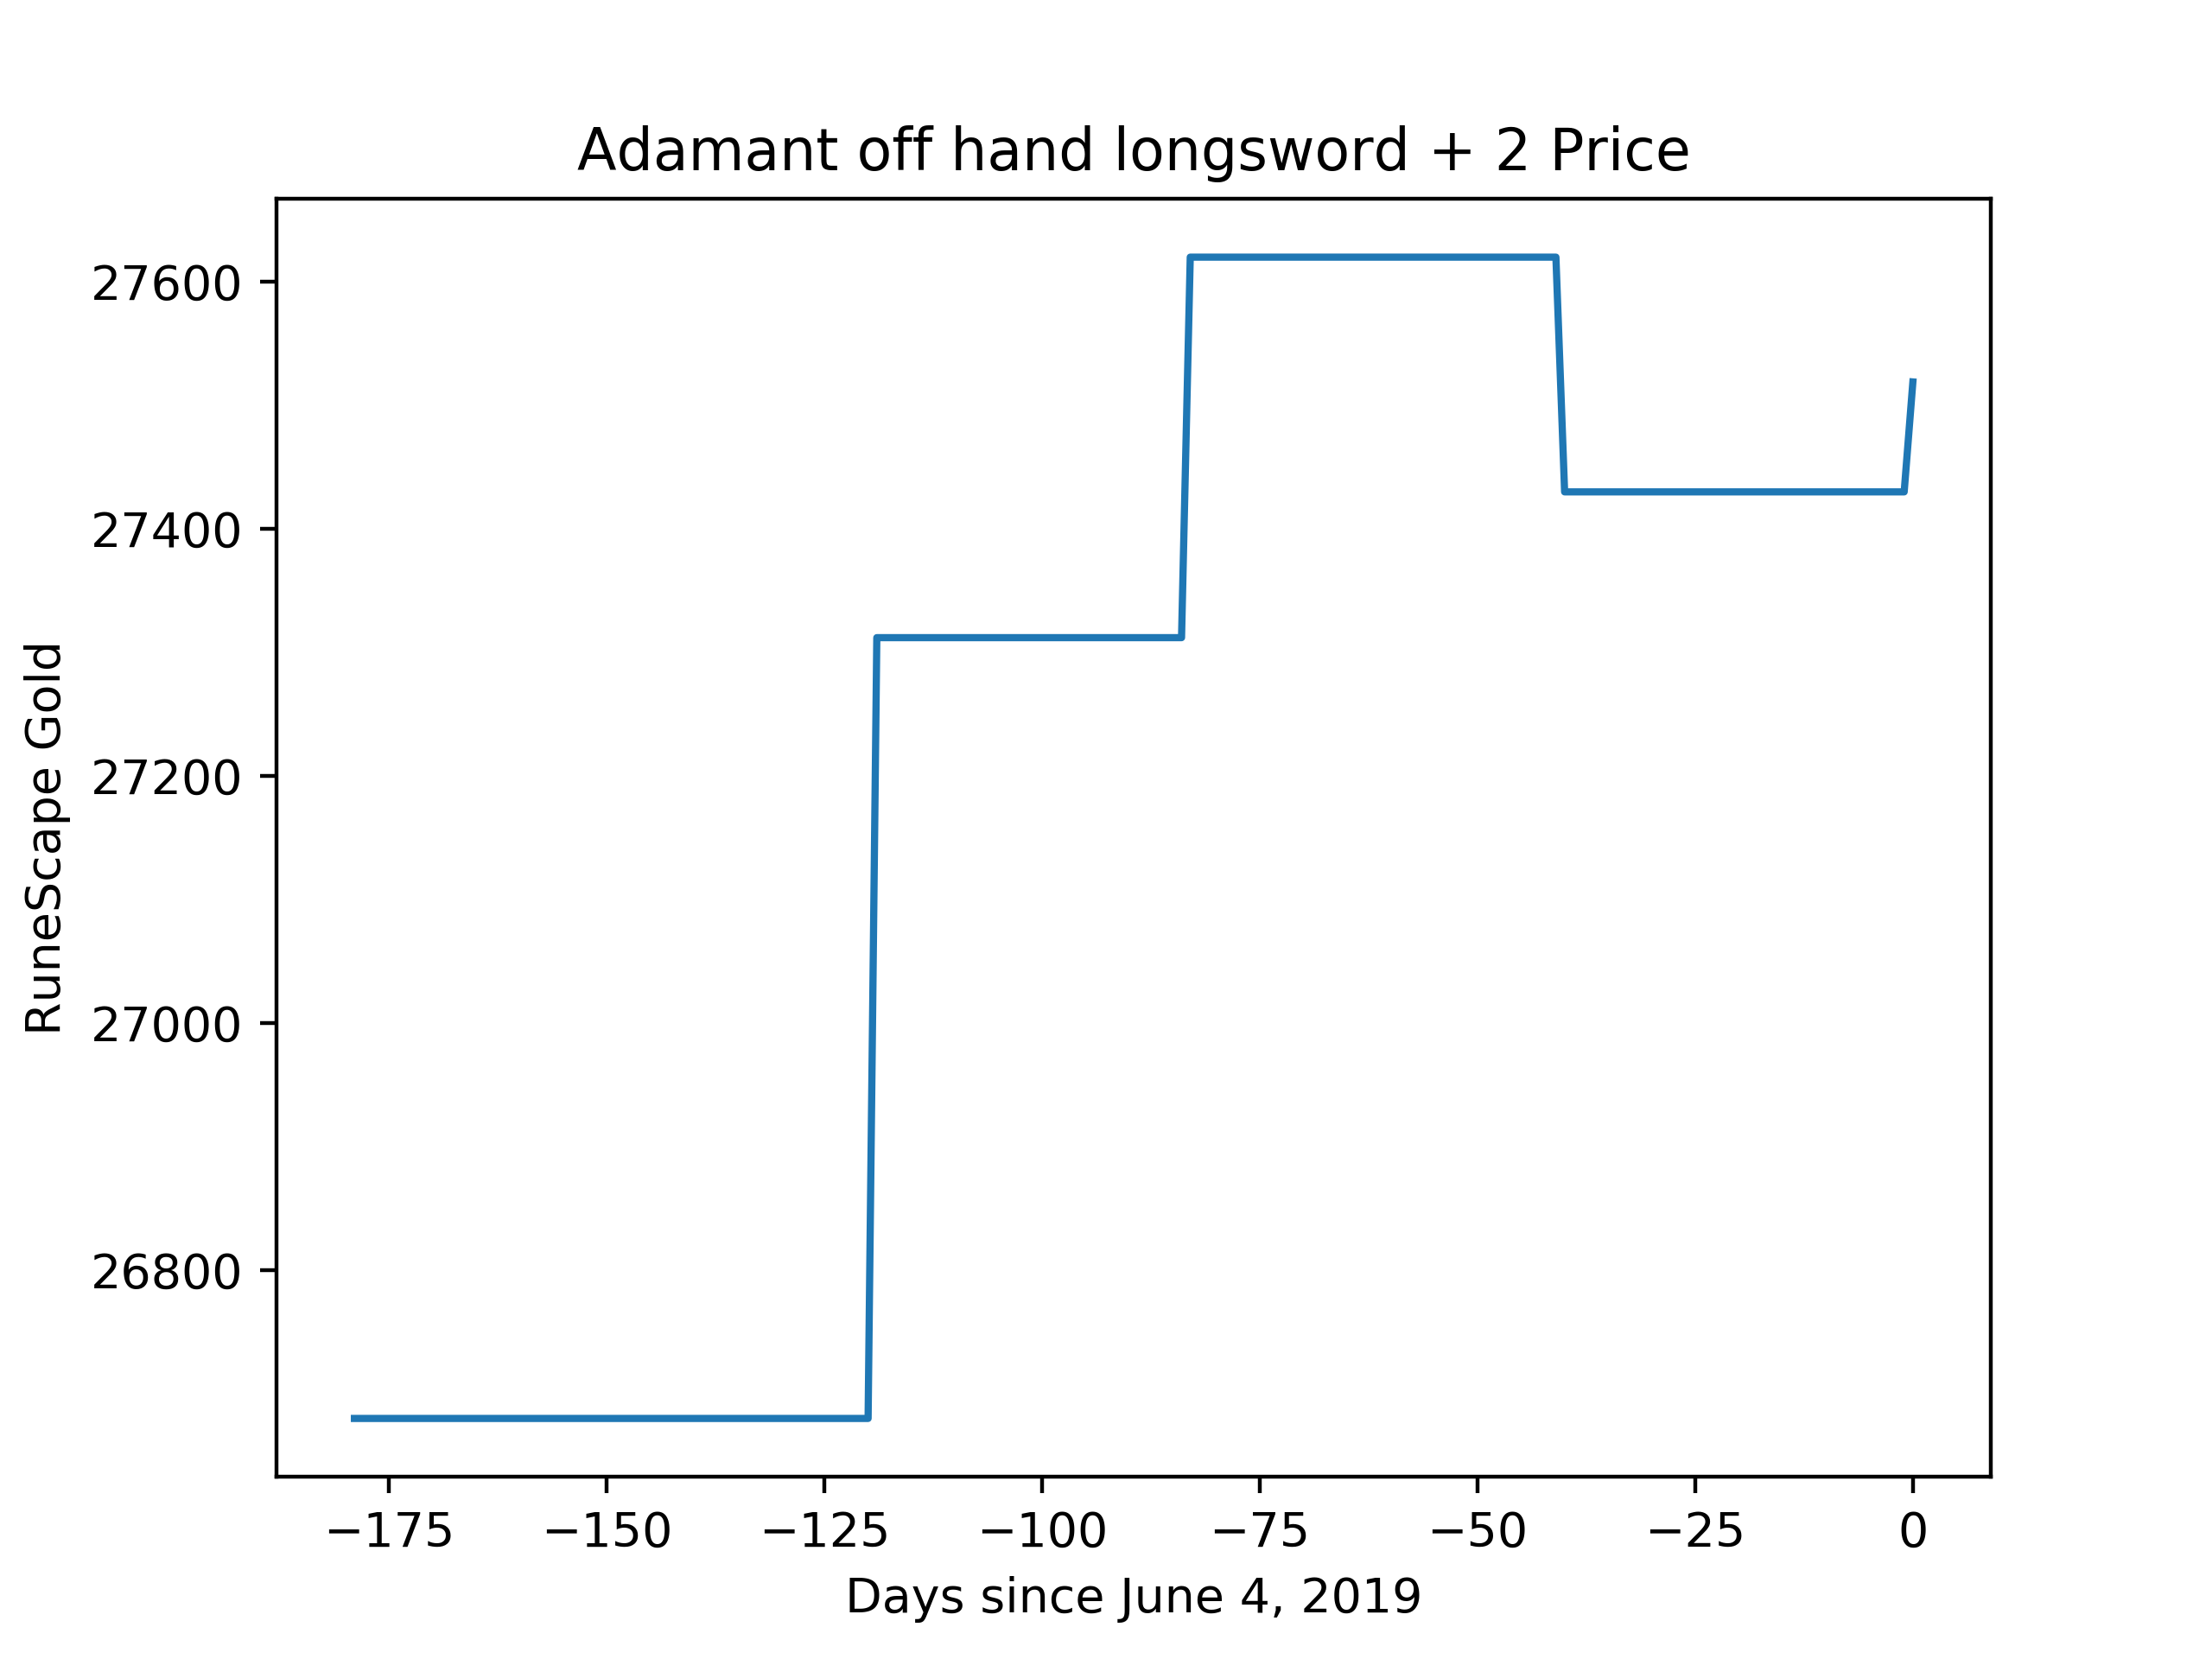 Adamant off hand longsword + 2 Price
RuneScape Gold
27600
27400
27200
27000
26800
−175 −150 −125 −100 −75 −50 −25 0
Days since June 4, 2019